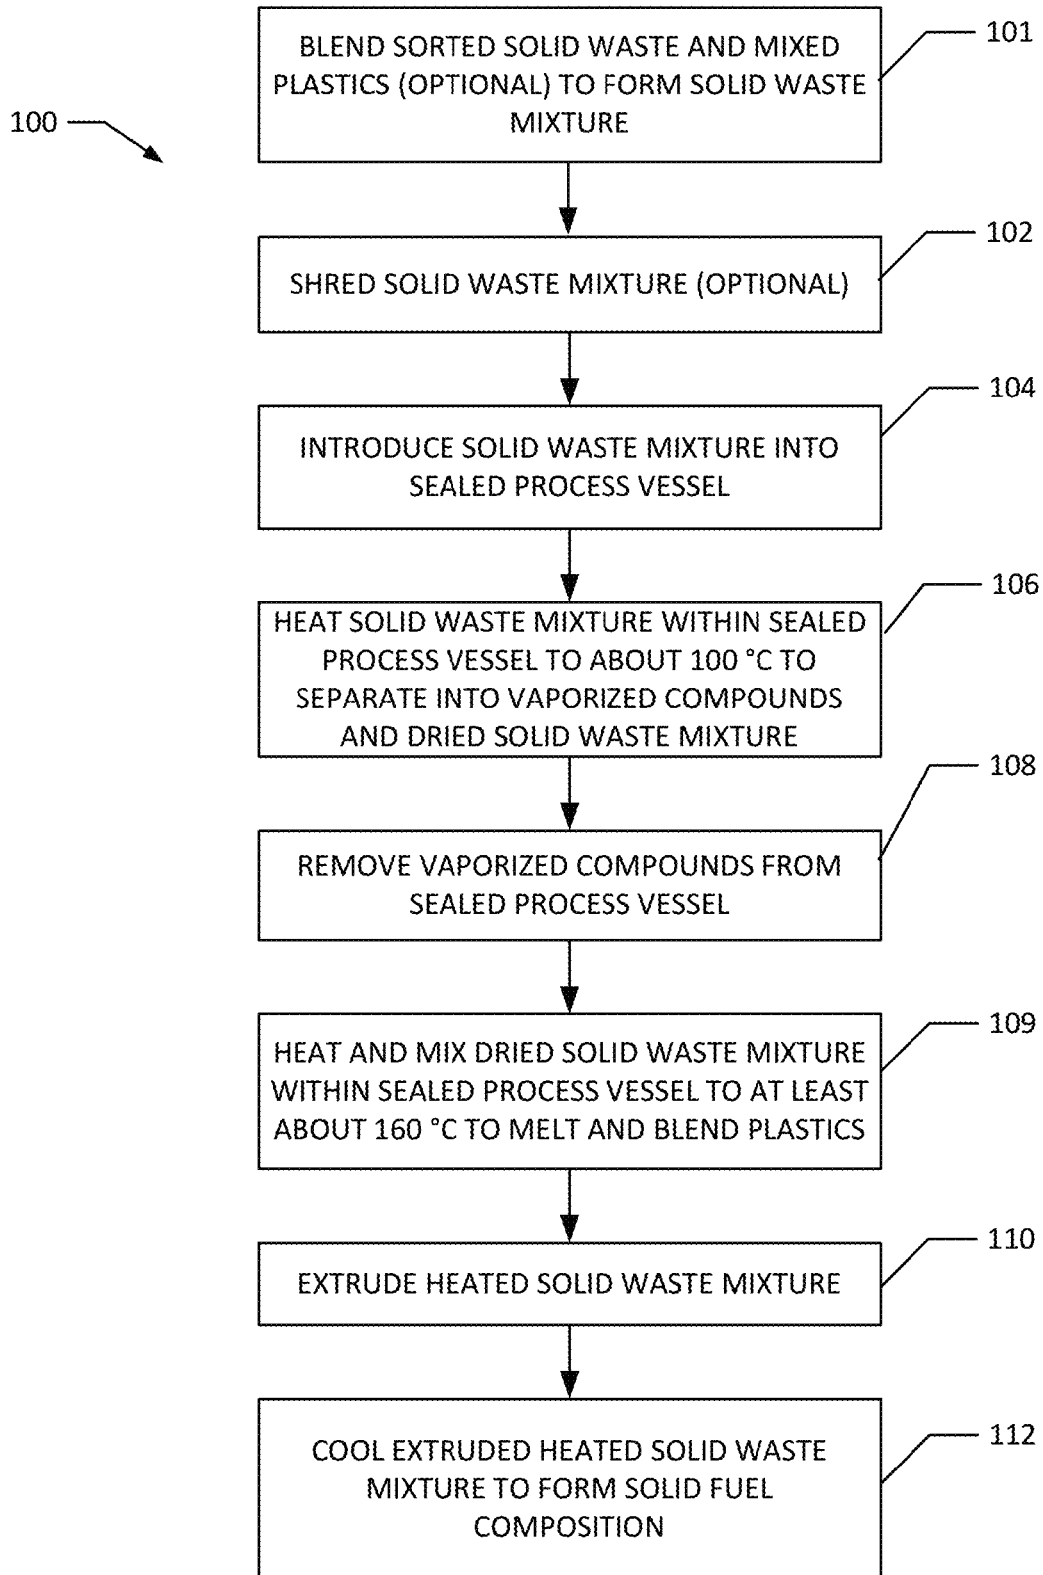 BLEND SORTED SOLID WASTE AND MIXED
PLASTICS (OPTIONAL) TO FORM SOLID WASTE
MIXTURE
101
100
SHRED SOLID WASTE MIXTURE (OPTIONAL)
102
INTRODUCE SOLID WASTE MIXTURE INTO
SEALED PROCESS VESSEL
104
HEAT SOLID WASTE MIXTURE WITHIN SEALED
PROCESS VESSEL TO ABOUT 100 °C TO
SEPARATE INTO VAPORIZED COMPOUNDS
AND DRIED SOLID WASTE MIXTURE
106
REMOVE VAPORIZED COMPOUNDS FROM
SEALED PROCESS VESSEL
108
HEAT AND MIX DRIED SOLID WASTE MIXTURE
WITHIN SEALED PROCESS VESSEL TO AT LEAST
ABOUT 160 °C TO MELT AND BLEND PLASTICS
109
EXTRUDE HEATED SOLID WASTE MIXTURE
110
COOL EXTRUDED HEATED SOLID WASTE
MIXTURE TO FORM SOLID FUEL
COMPOSITION
112